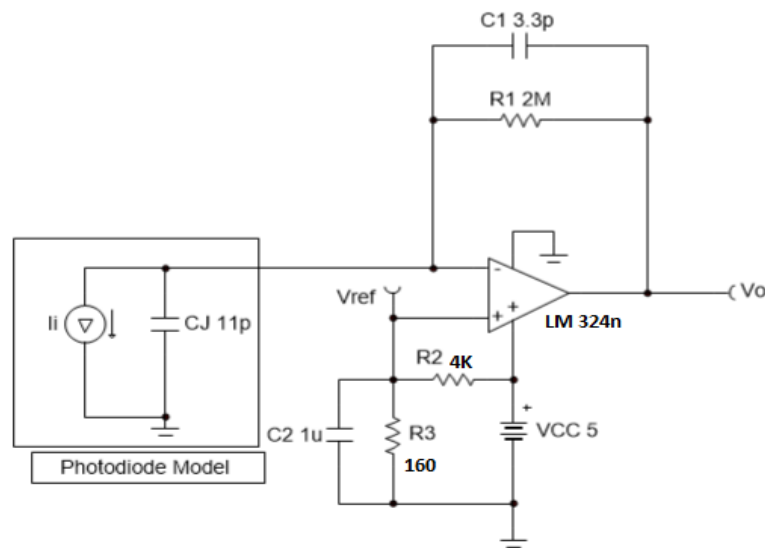 C1 3.3p
R1 2M
-
Vref
Ii
CJ 11p
+
+
Vo
LM 324n
R2 4K
+
C2 1u
R3
VCC 5
160
Photodiode Model